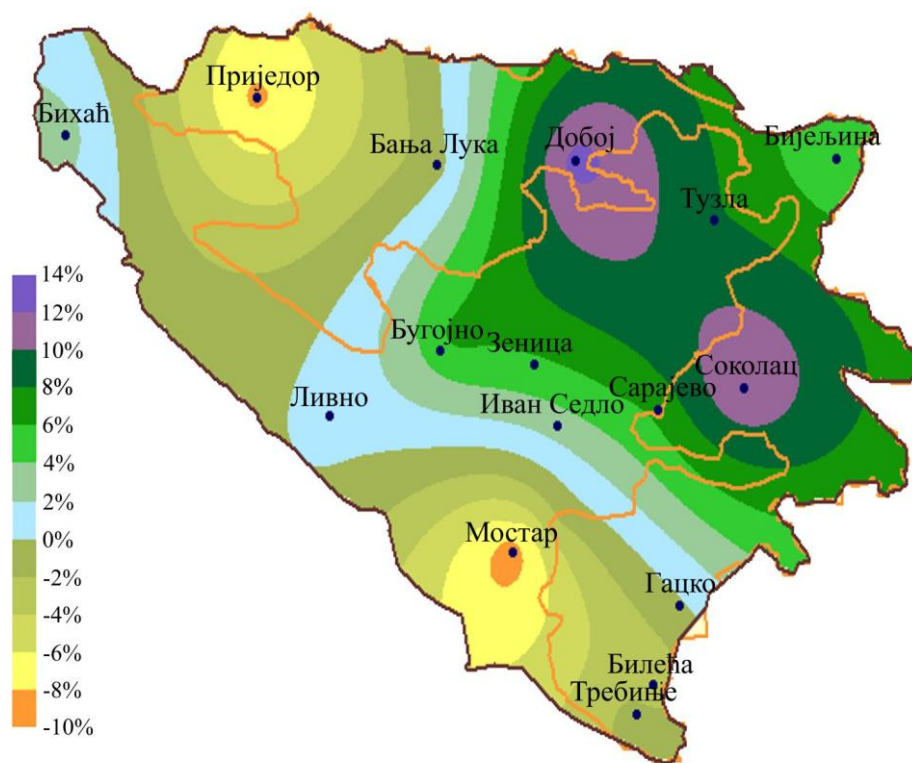 Приједор
Бихаћ
Бања Лука
Добој
Бијељина
Тузла
14%
12%
10%
8%
6%
4%
2%
0%
-2%
-4%
-6%
-8%
-10%
Бугојно
Зеница
Соколац
Сарајево
Ливно
Иван Седло
Мостар
Гацко
Билећа
Требиње